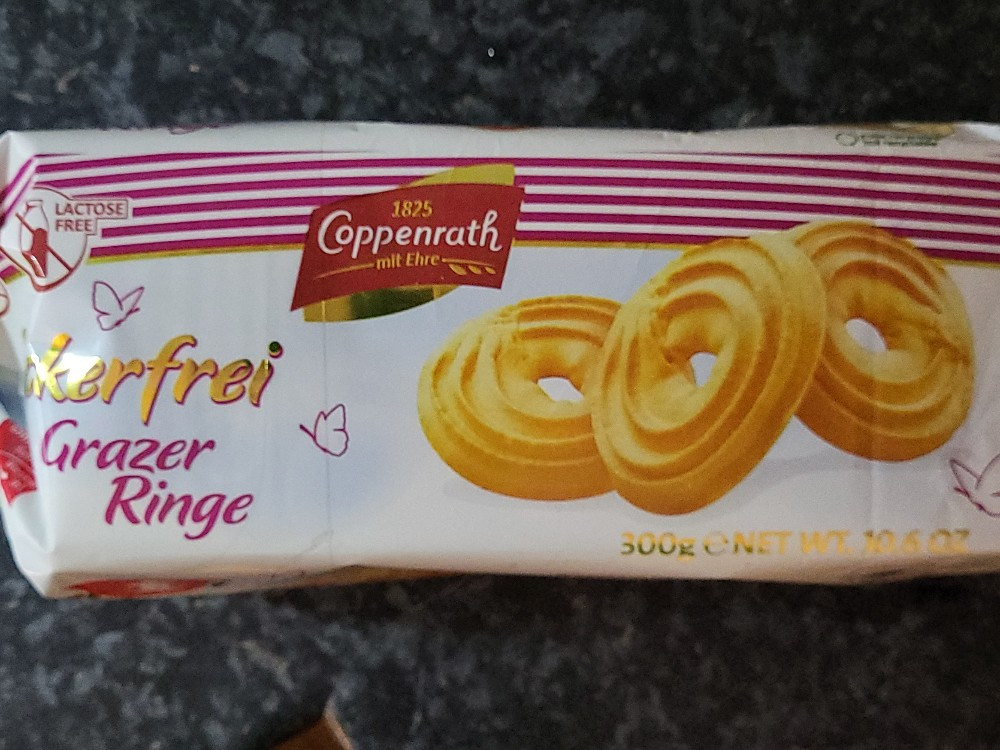 LACTOSE
FREE
1825
Coppenrath
mit Ehre
kerfrei
Grazer
Ringe
300g e NET WT. 10.6 OZ